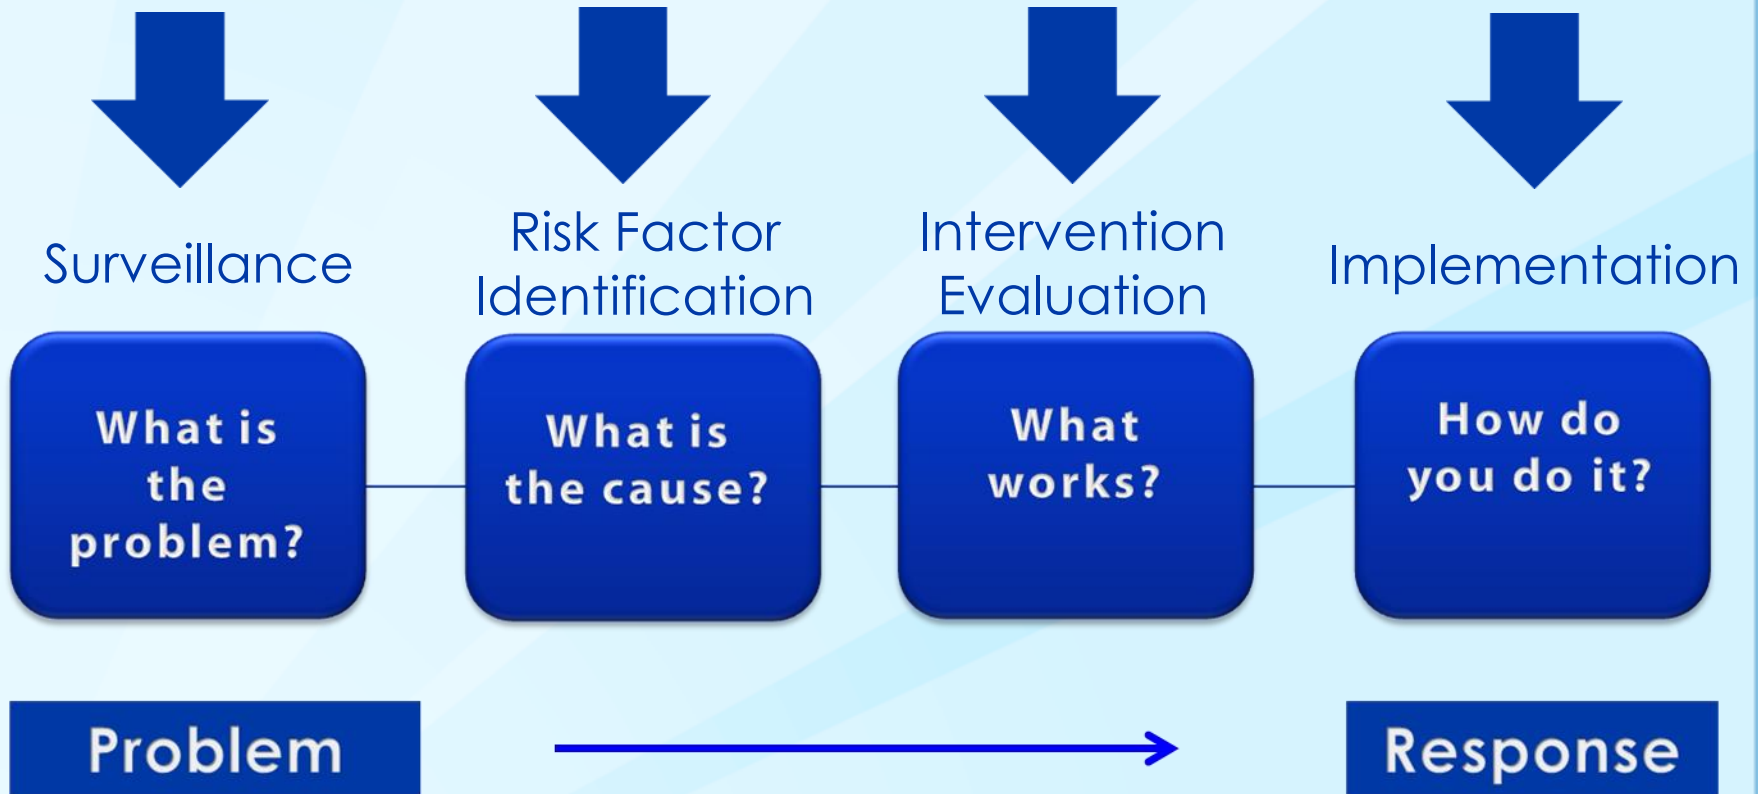 Surveillance
Risk Factor
Identification
Intervention
Evaluation
Implementation
What is
the
problem?
What is
the cause?
What
works?
How do
you do it?
Problem
Response